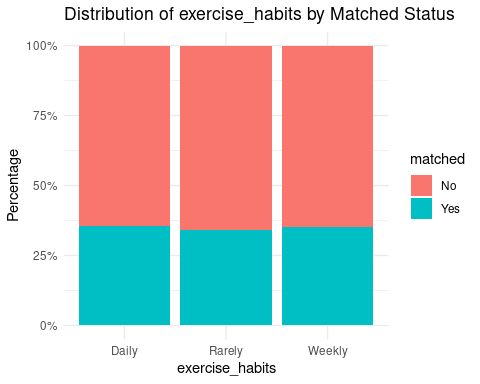 Distribution of exercise_habits by Matched Status
100%
75%
50%
25%
0%
Percentage
Daily
Rarely
Weekly
exercise_habits
matched
No
Yes